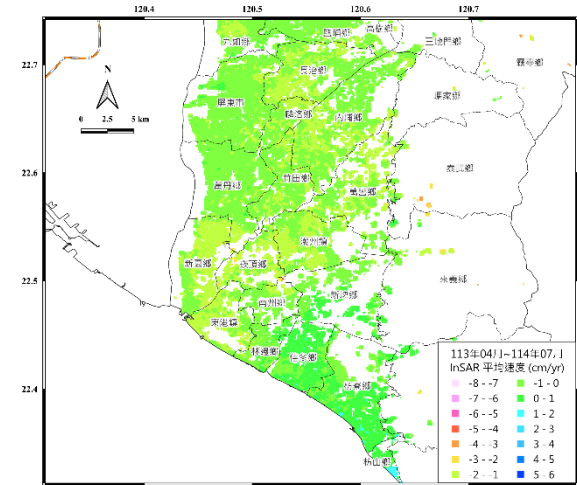 120.4 120.5 120.6 120.7
九如鄉 鹽埔鄉 高樹鄉
三地門鄉
霧台鄉
22.7
長治鄉
N
屏東市
瑪家鄉
麟洛鄉
內埔鄉
0 2.5 5 km
22.6
竹田鄉
泰武鄉
萬丹鄉
萬巒鄉
潮州鎮
新園鄉
崁頂鄉
22.5
來義鄉
新埤鄉
南州鄉
東港鎮
林邊鄉
佳冬鄉
22.4
枋寮鄉
枋山鄉
113年04月~114年07月
InSAR 平均速度 (cm/yr)
-8 - -7 -1 - 0
-7 - -6 0 - 1
-6 - -5 1 - 2
-5 - -4 2 - 3
-4 - -3 3 - 4
-3 - -2 4 - 5
-2 - -1 5 - 6